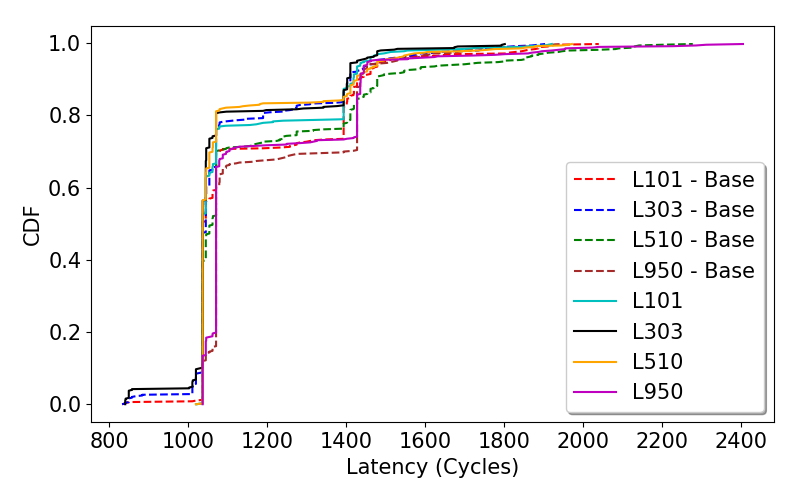 1.0
0.8
0.6
0.4
0.2
0.0
CDF
800 1000 1200 1400 1600 1800 2000 2200 2400
Latency (Cycles)
L101 - Base
L303 - Base
L510 - Base
L950 - Base
L101
L303
L510
L950